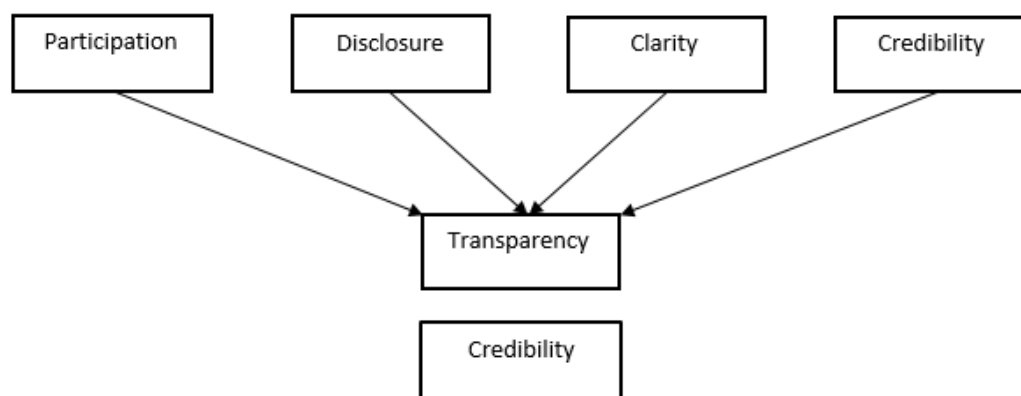 Participation
Disclosure
Clarity
Credibility
Transparency
Credibility